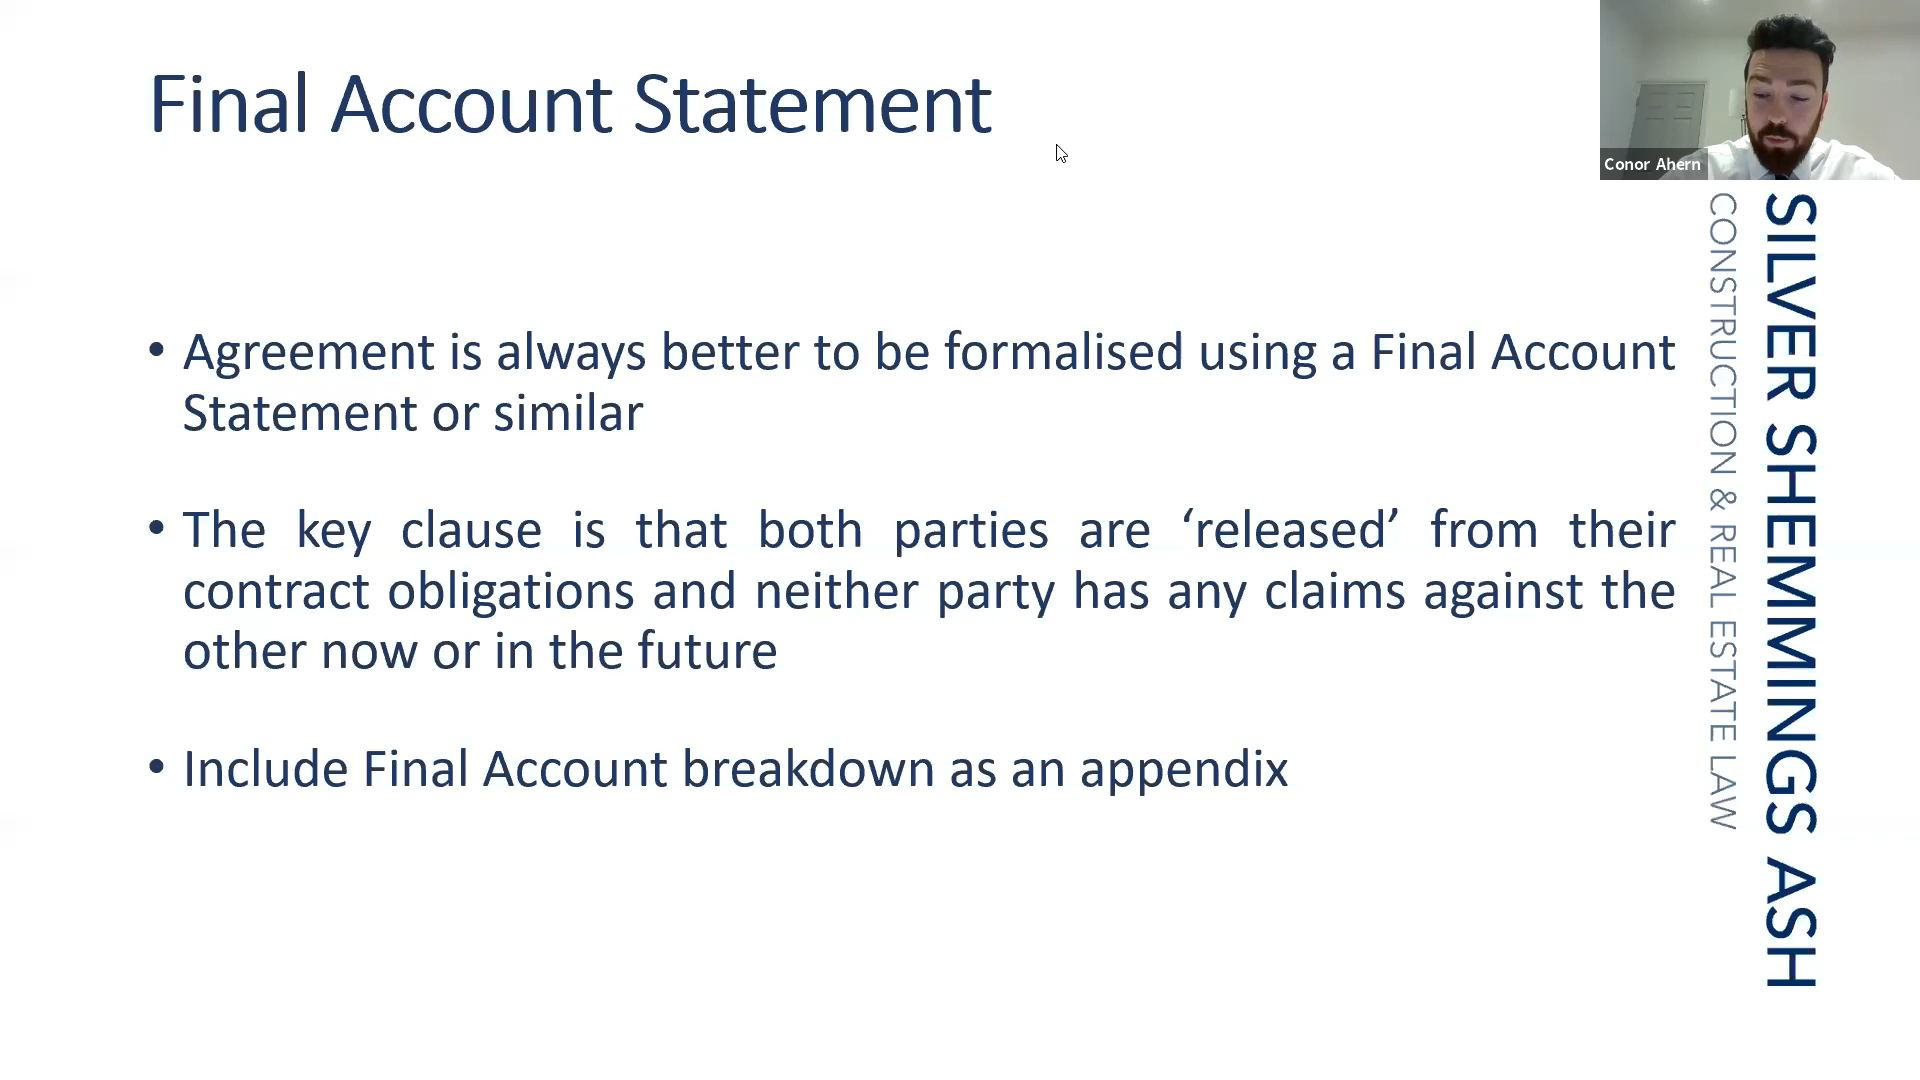 Final Account Statement
• Agreement is always better to be formalised using a Final Account
Statement or similar
• The key clause is that both parties are ‘released’ from their
contract obligations and neither party has any claims against the
other now or in the future
• Include Final Account breakdown as an appendix
Conor Ahern
SILVER SHEMMINGS ASH
CONSTRUCTION & REAL ESTATE LAW